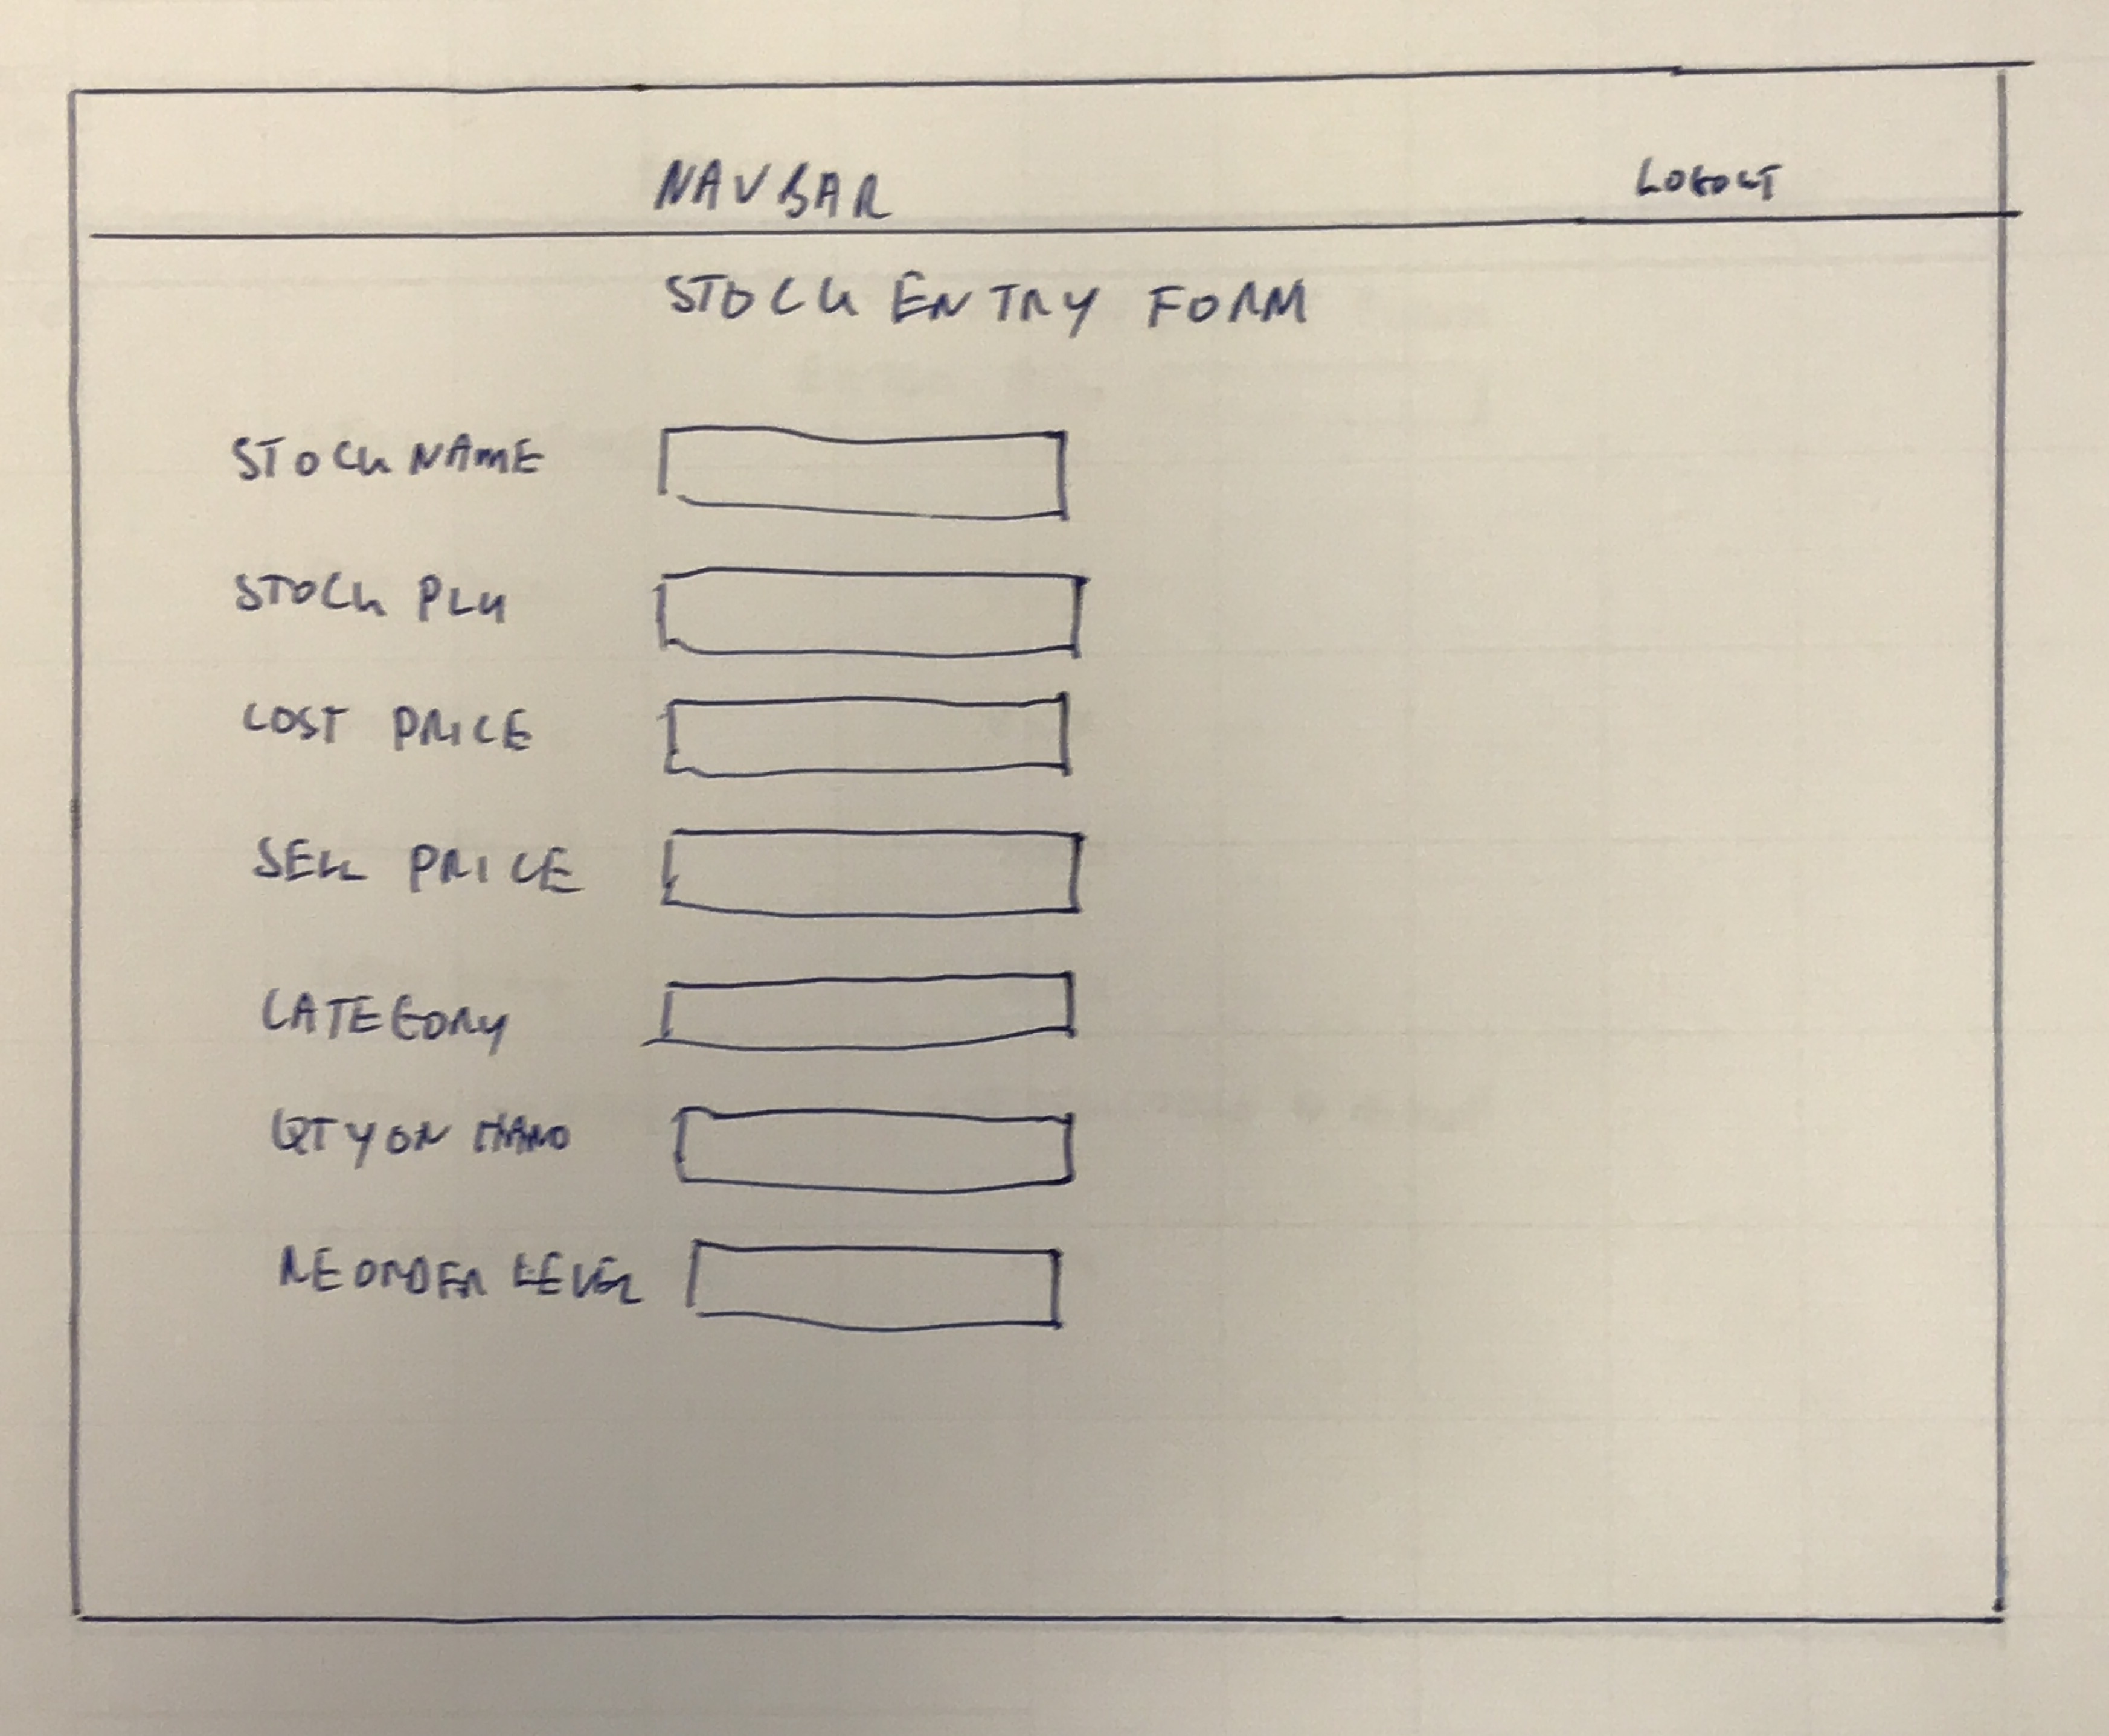 NAVBAR LOGOUT
STOCK ENTRY FORM
STOCK NAME
STOCK PLU
COST PRICE
SELL PRICE
CATEGORY
QTY ON HAND
REORDER LEVEL